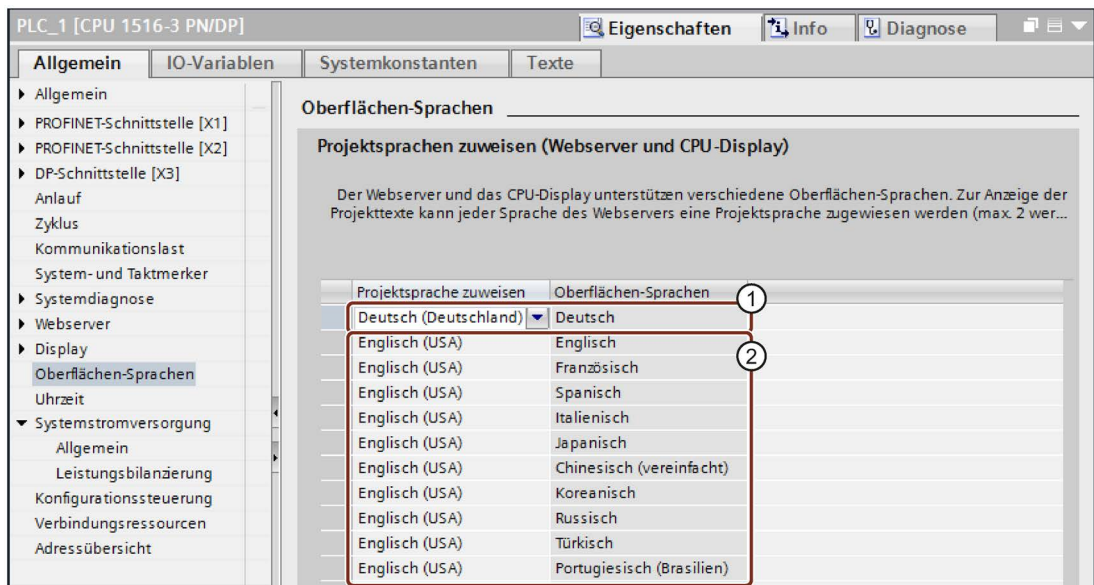 PLC_1 [CPU 1516-3 PN/DP]
Eigenschaften
Info
Diagnose
Allgemein
IO-Variablen
Systemkonstanten
Texte
Allgemein
PROFINET-Schnittstelle [X1]
PROFINET-Schnittstelle [X2]
DP-Schnittstelle [X3]
Anlauf
Zyklus
Kommunikationslast
System- und Taktmerker
Systemdiagnose
Webserver
Display
Oberflächen-Sprachen
Uhrzeit
Systemstromversorgung
Allgemein
Leistungsbilanzierung
Konfigurationssteuerung
Verbindungsressourcen
Adressübersicht
Oberflächen-Sprachen
Projektsprachen zuweisen (Webserver und CPU-Display)
Der Webserver und das CPU-Display unterstützen verschiedene Oberflächen-Sprachen. Zur Anzeige der
Projekttexte kann jeder Sprache des Webservers eine Projektsprache zugewiesen werden (max. 2 wer...
Projektsprache zuweisen Oberflächen-Sprachen
1
Deutsch (Deutschland) Deutsch
Englisch (USA) Englisch
2
Englisch (USA) Französisch
Englisch (USA) Spanisch
Englisch (USA) Italienisch
Englisch (USA) Japanisch
Englisch (USA) Chinesisch (vereinfacht)
Englisch (USA) Koreanisch
Englisch (USA) Russisch
Englisch (USA) Türkisch
Englisch (USA) Portugiesisch (Brasilien)